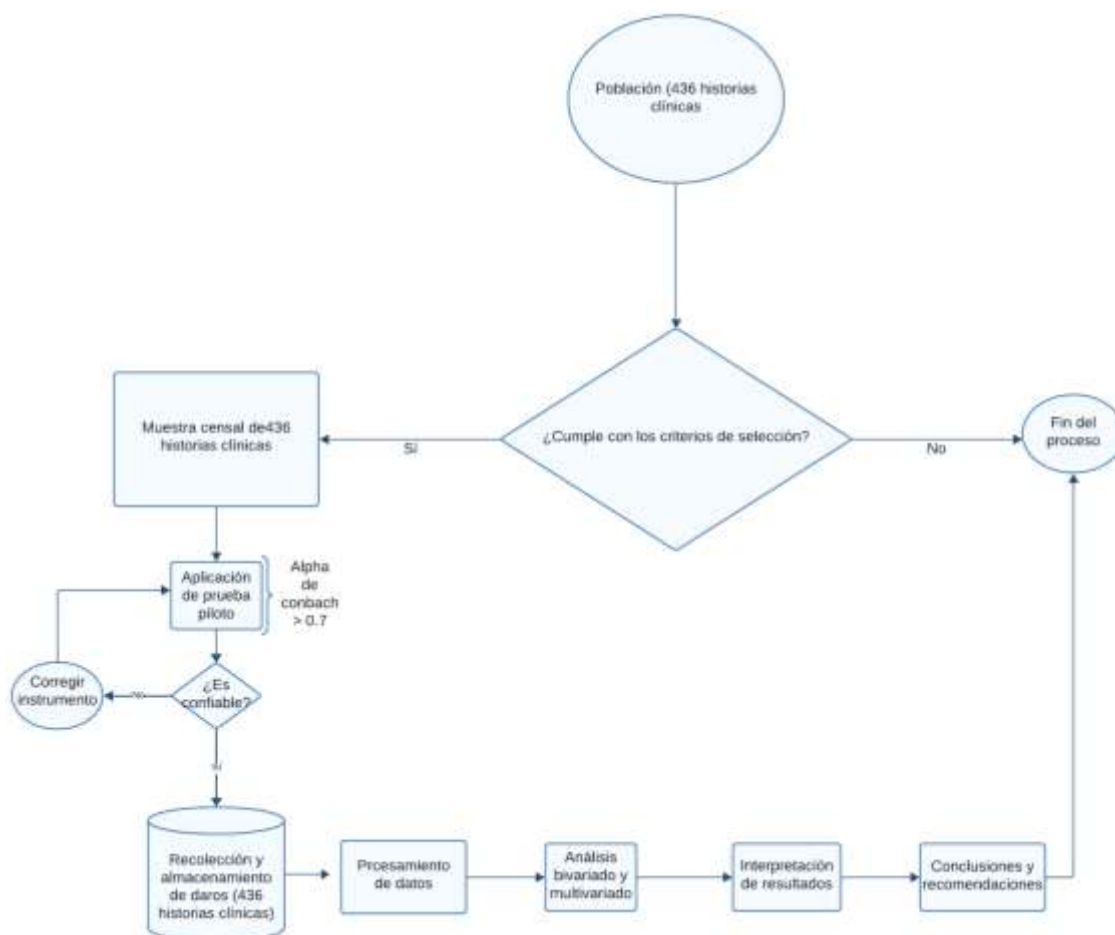 Población (436 historias
clínicas
¿Cumple con los criterios de selección?
Si
No
Fin del
proceso
Muestra censal de436
historias clínicas
Aplicación
de prueba
piloto
Alpha
de
conbach
> 0.7
¿Es
confiable?
no
Corregir
instrumento
si
Recolección y
almacenamiento
de daros (436
historias clínicas)
Procesamiento
de datos
Análisis
bivariado y
multivariado
Interpretación
de resultados
Conclusiones y
recomendaciones